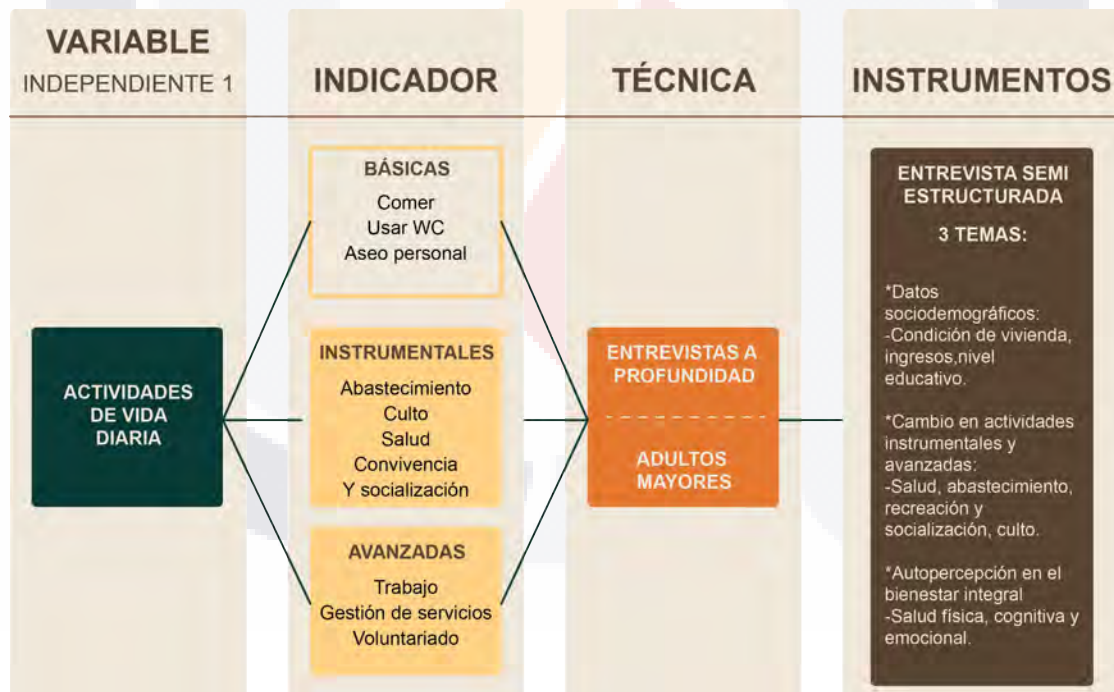 VARIABLE
INDEPENDIENTE 1
INDICADOR
TÉCNICA
INSTRUMENTOS
ACTIVIDADES
DE VIDA
DIARIA
BÁSICAS
Comer
Usar WC
Aseo personal
INSTRUMENTALES
Abastecimiento
Culto
Salud
Convivencia
Y socialización
AVANZADAS
Trabajo
Gestión de servicios
Voluntariado
ENTREVISTAS A
PROFUNDIDAD
ADULTOS
MAYORES
ENTREVISTA SEMI
ESTRUCTURADA
3 TEMAS:
*Datos
sociodemográficos:
-Condición de vivienda,
ingresos,nivel
educativo.
*Cambio en actividades
instrumentales y
avanzadas:
-Salud, abastecimiento,
recreación y
socialización, culto.
*Autopercepción en el
bienestar integral
-Salud física, cognitiva y
emocional.